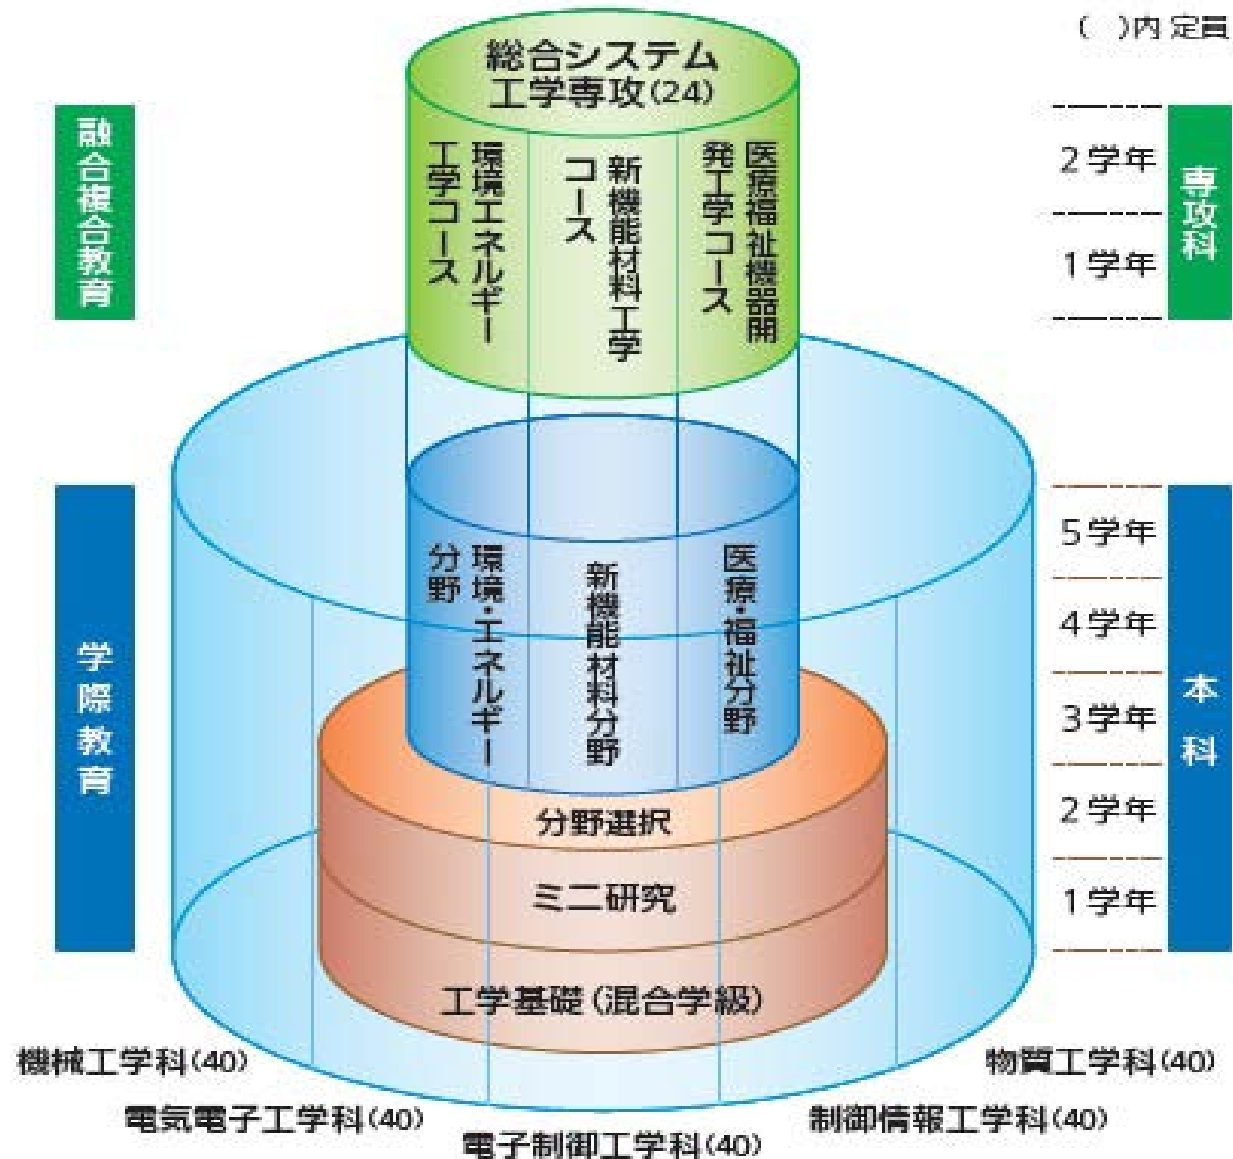 ( )内 定員
総合システム
工学専攻(24)
融合複合教育
環境エネルギー
工学コース
新機能材料工学
コース
医療福祉機器開
発工学コース
2学年
1学年
専攻科
学際教育
環境・エネルギー
分野
新機能材料分野
医療・福祉分野
5学年
4学年
3学年
2学年
1学年
本科
分野選択
ミニ研究
工学基礎(混合学級)
機械工学科(40)
電気電子工学科(40)
電子制御工学科(40)
制御情報工学科(40)
物質工学科(40)